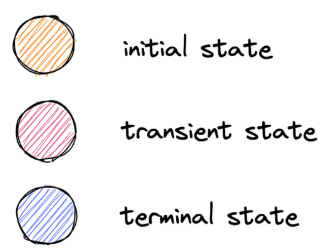 initial state
transient state
terminal state